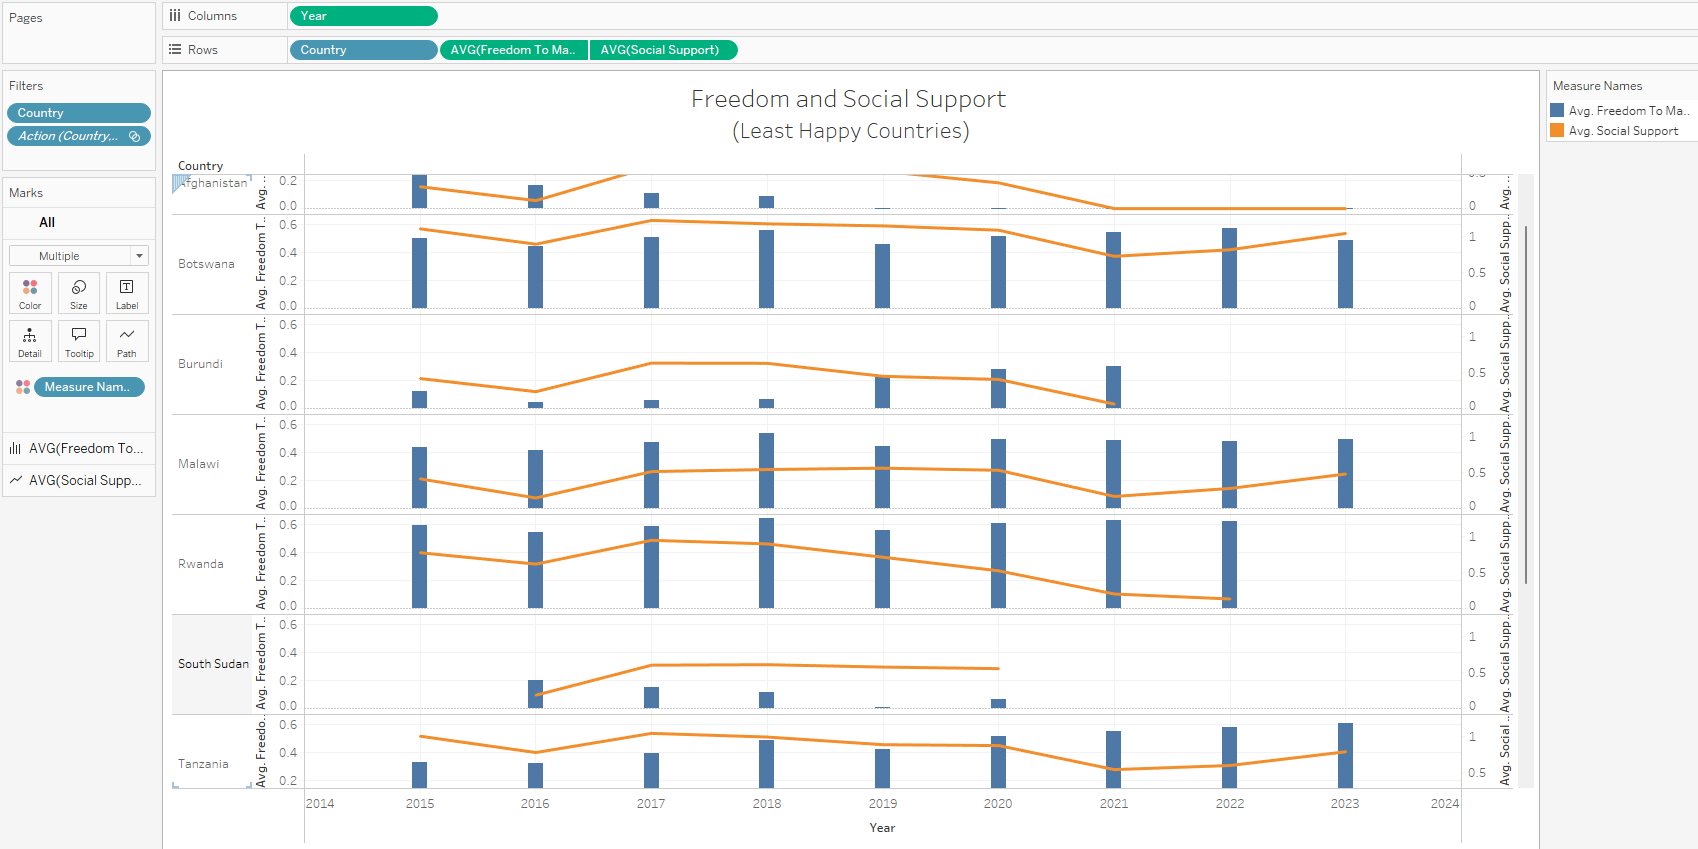 Pages
Columns
Year
Rows
Country
AVG(Freedom To Ma..
AVG(Social Support)
Filters
Country
Action (Country,..
Marks
All
Multiple
Color
Size
Label
Detail
Tooltip
Path
Measure Nam..
AVG(Freedom To...
AVG(Social Supp...
Freedom and Social Support
(Least Happy Countries)
Country
Afghanistan
Avg. ..
0.2
0.0
0
Avg. ..
Botswana
Avg. Freedom T..
0.6
0.4
0.2
0.0
1
0.5
0
Avg. Social Supp..
Burundi
Avg. Freedom T..
0.6
0.4
0.2
0.0
1
0.5
0
Avg. Social Supp..
Malawi
Avg. Freedom T..
0.6
0.4
0.2
0.0
1
0.5
0
Avg. Social Supp..
Rwanda
Avg. Freedom T..
0.6
0.4
0.2
0.0
1
0.5
0
Avg. Social Supp..
South Sudan
Avg. Freedom T..
0.6
0.4
0.2
0.0
1
0.5
0
Avg. Social Supp..
Tanzania
Avg. Freedo..
0.6
0.4
0.2
1
0.5
Avg. Social ..
2014 2015 2016 2017 2018 2019 2020 2021 2022 2023 2024
Year
Measure Names
Avg. Freedom To Ma..
Avg. Social Support